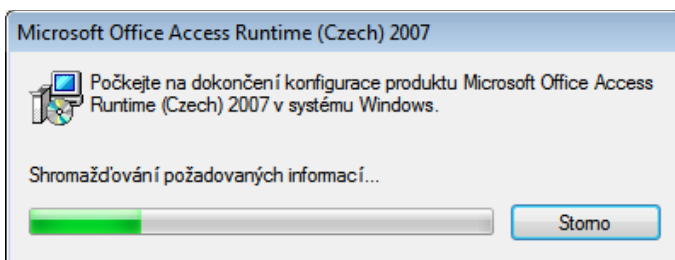 Microsoft Office Access Runtime (Czech) 2007
Počkejte na dokončení konfigurace produktu Microsoft Office Access
Runtime (Czech) 2007 v systému Windows.
Shromažďování požadovaných informací...
Storno